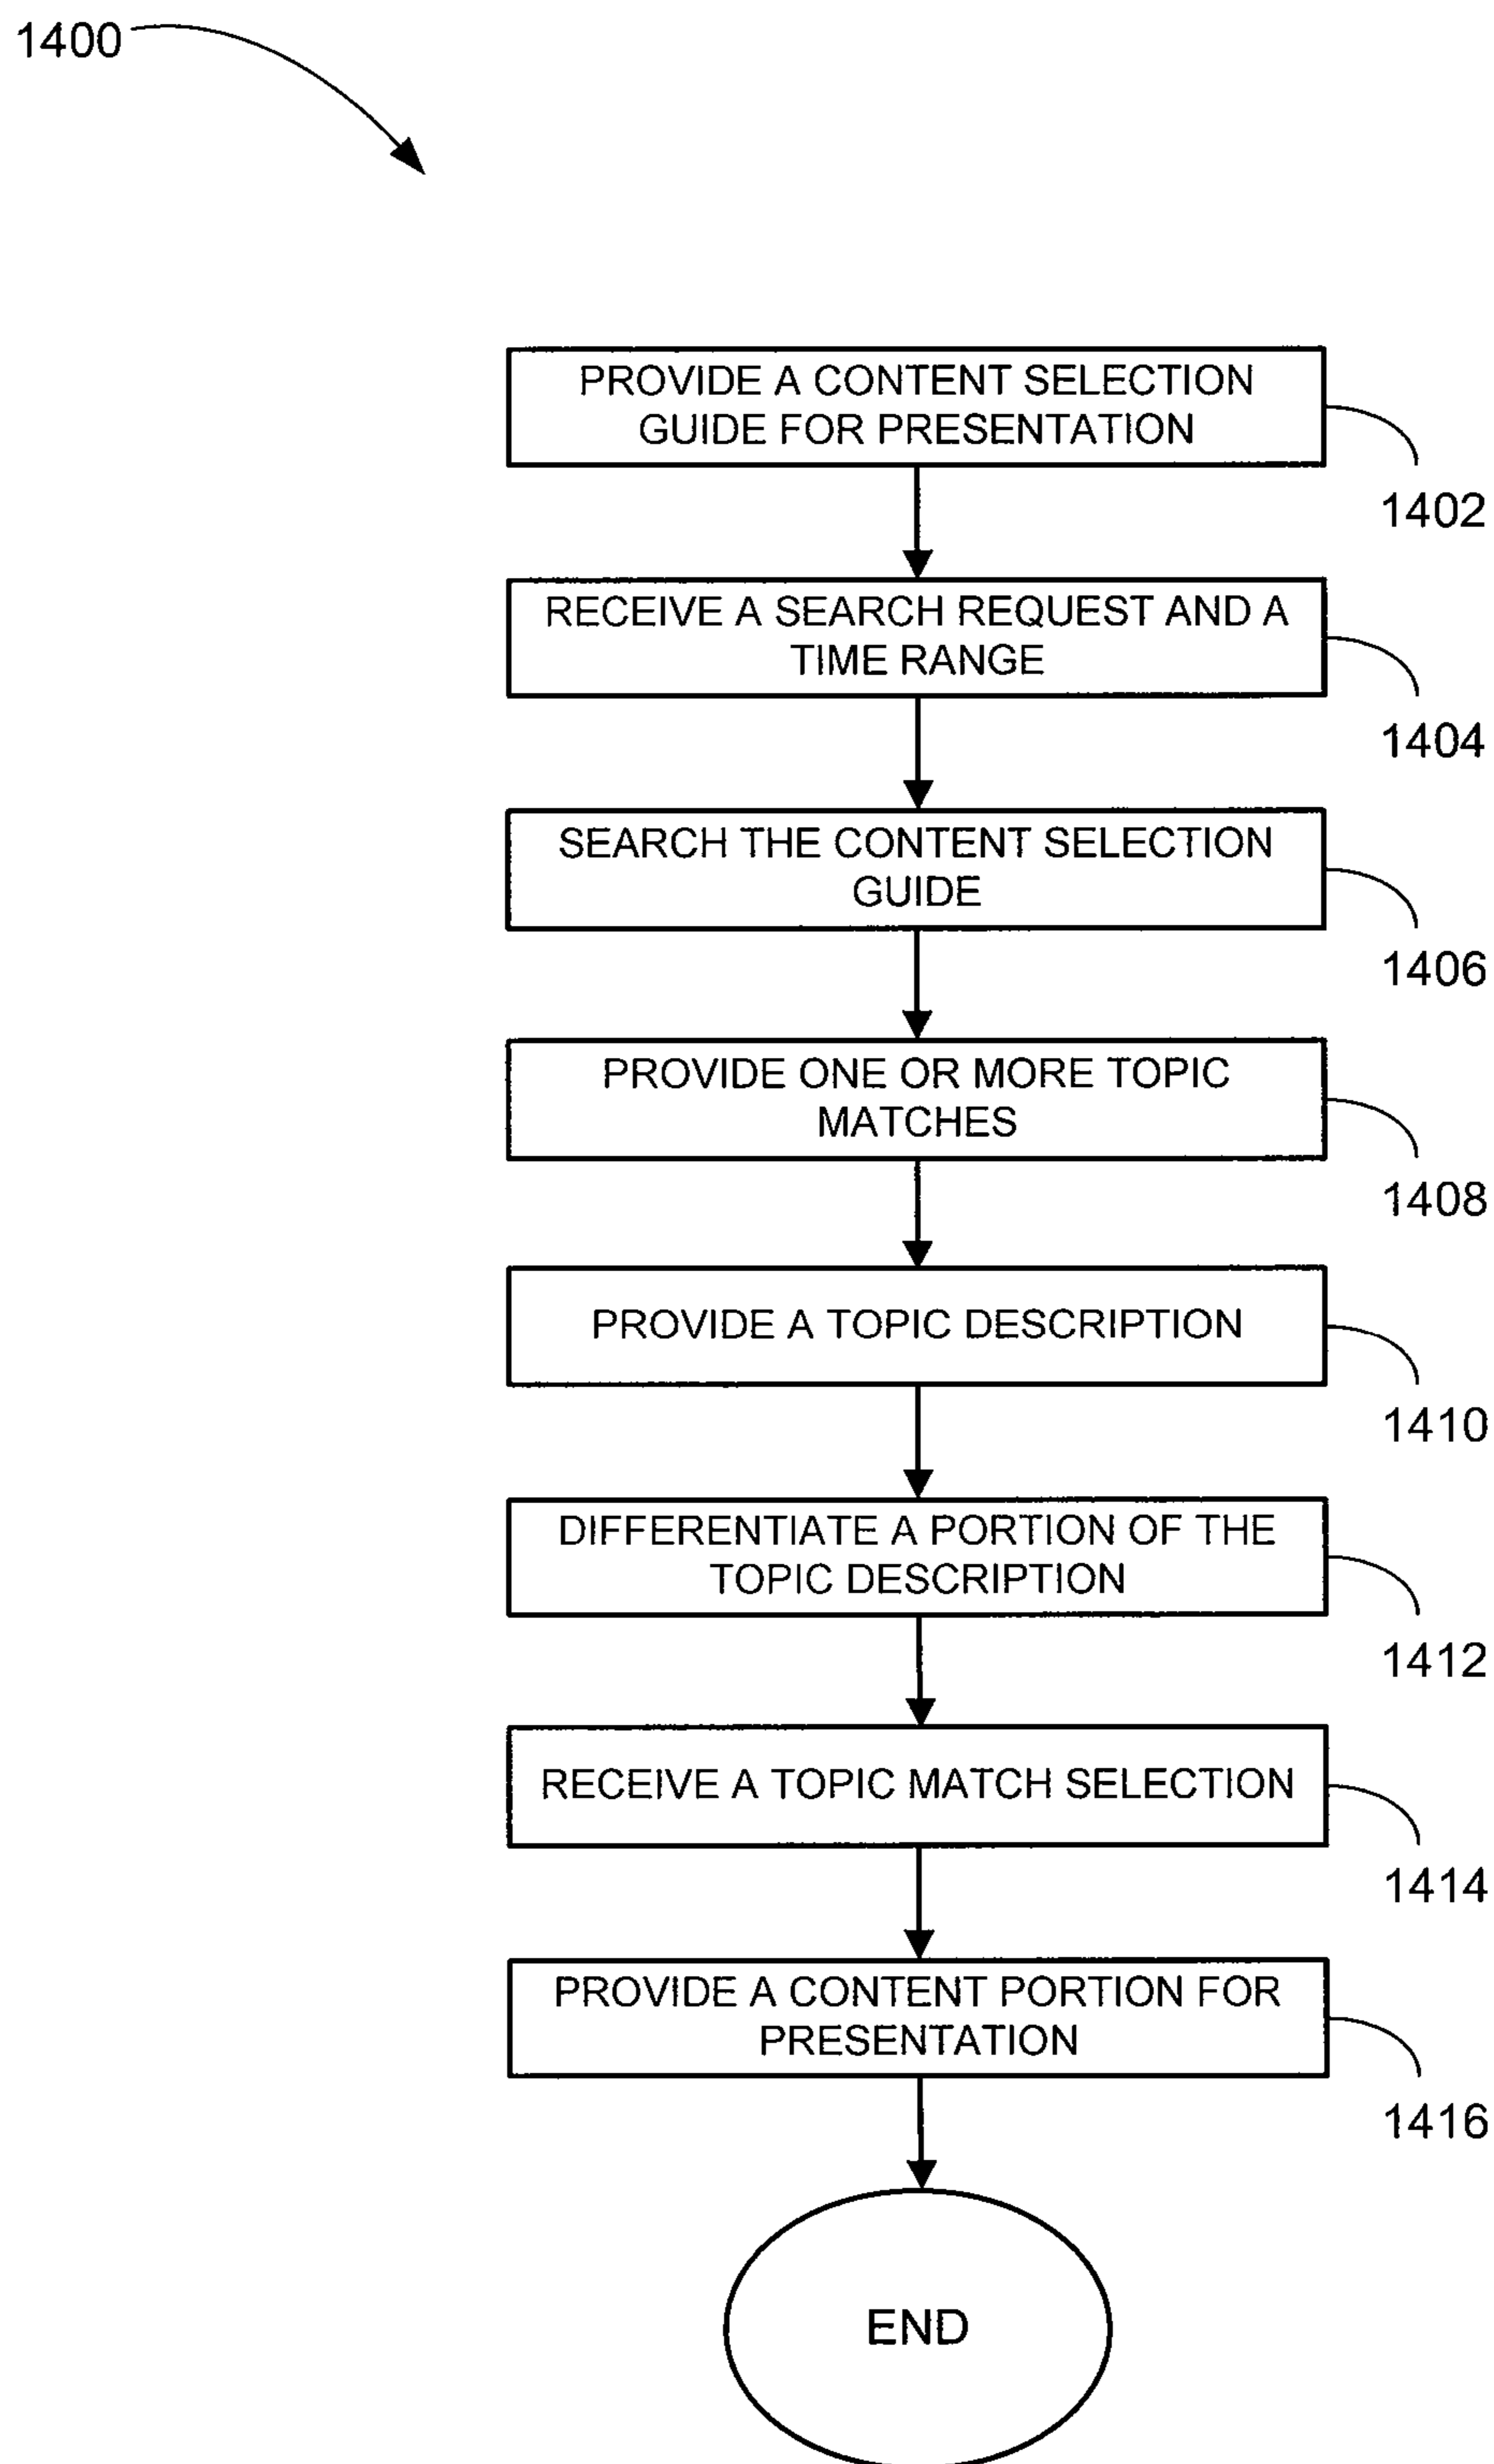 1400
PROVIDE A CONTENT SELECTION
GUIDE FOR PRESENTATION
1402
RECEIVE A SEARCH REQUEST AND A
TIME RANGE
1404
SEARCH THE CONTENT SELECTION
GUIDE
1406
PROVIDE ONE OR MORE TOPIC
MATCHES
1408
PROVIDE A TOPIC DESCRIPTION
1410
DIFFERENTIATE A PORTION OF THE
TOPIC DESCRIPTION
1412
RECEIVE A TOPIC MATCH SELECTION
1414
PROVIDE A CONTENT PORTION FOR
PRESENTATION
1416
END